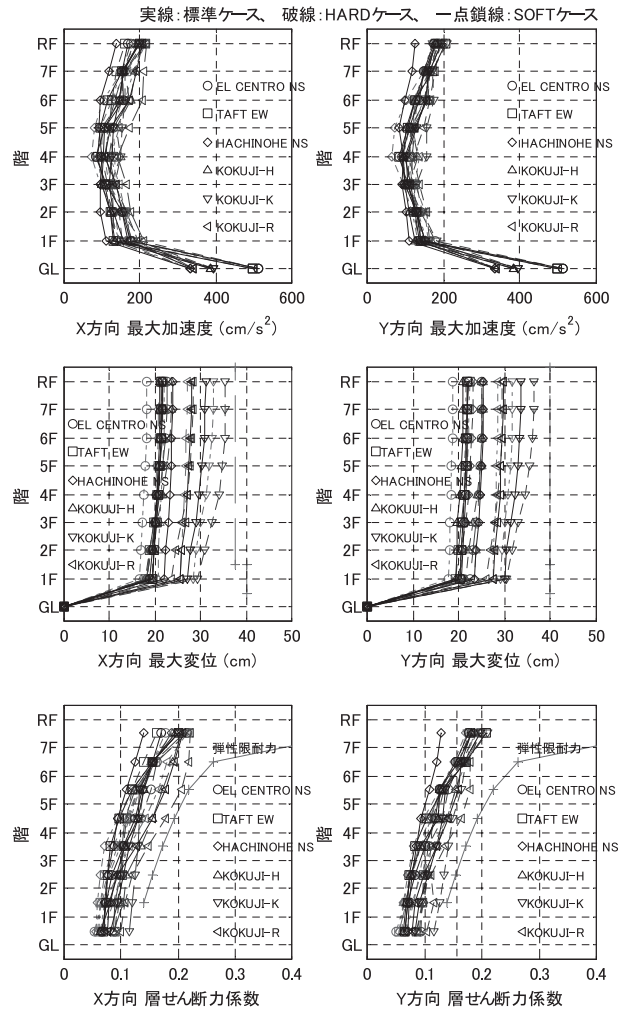 実線：標準ケース、 破線：HARDケース、 一点鎖線：SOFTケース
階
RF
7F
6F
5F
4F
3F
2F
1F
GL
EL CENTRO NS
TAFT EW
HACHINOHE NS
KOKUJI-H
KOKUJI-K
KOKUJI-R
0 200 400 600
X方向 最大加速度 (cm/s²)
階
RF
7F
6F
5F
4F
3F
2F
1F
GL
EL CENTRO NS
TAFT EW
HACHINOHE NS
KOKUJI-H
KOKUJI-K
KOKUJI-R
0 200 400 600
Y方向 最大加速度 (cm/s²)
階
RF
7F
6F
5F
4F
3F
2F
1F
GL
EL CENTRO NS
TAFT EW
HACHINOHE NS
KOKUJI-H
KOKUJI-K
KOKUJI-R
0 10 20 30 40 50
X方向 最大変位 (cm)
階
RF
7F
6F
5F
4F
3F
2F
1F
GL
EL CENTRO NS
TAFT EW
HACHINOHE NS
KOKUJI-H
KOKUJI-K
KOKUJI-R
0 10 20 30 40 50
Y方向 最大変位 (cm)
階
RF
7F
6F
5F
4F
3F
2F
1F
GL
弾性限耐力
EL CENTRO NS
TAFT EW
HACHINOHE NS
KOKUJI-H
KOKUJI-K
KOKUJI-R
0 0.1 0.2 0.3 0.4
X方向 層せん断力係数
階
RF
7F
6F
5F
4F
3F
2F
1F
GL
弾性限耐力
EL CENTRO NS
TAFT EW
HACHINOHE NS
KOKUJI-H
KOKUJI-K
KOKUJI-R
0 0.1 0.2 0.3 0.4
Y方向 層せん断力係数